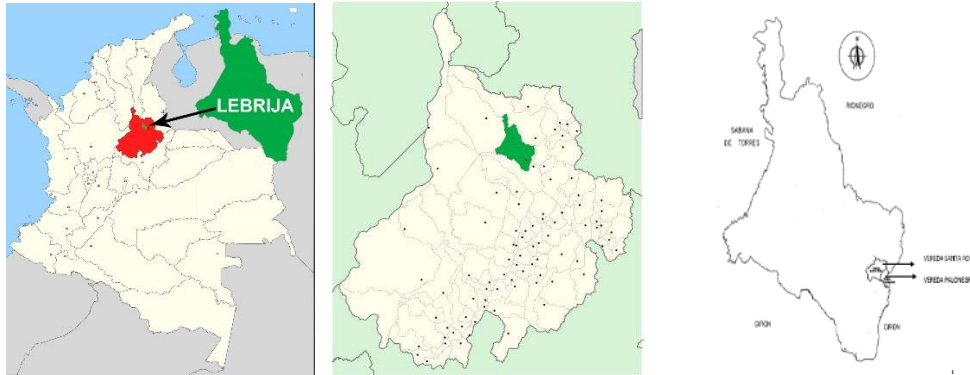 LEBRIJA
N
RIONEGRO
SABANA
DE TORRES
VEREDA SANTA RO
VEREDA PALONEGR
GIRON
GIRON